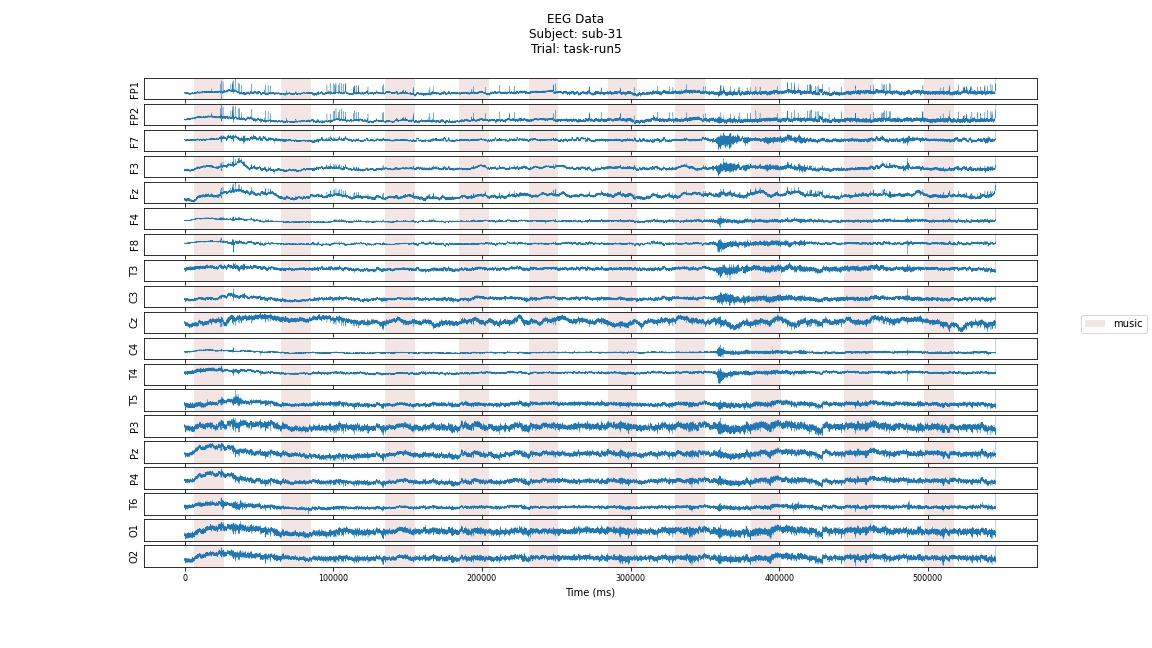 EEG Data
Subject: sub-31
Trial: task-run5
FP1
FP2
F7
F3
Fz
F4
F8
T3
C3
Cz
C4
T4
T5
P3
Pz
P4
T6
O1
O2
music
0 100000 200000 300000 400000 500000
Time (ms)